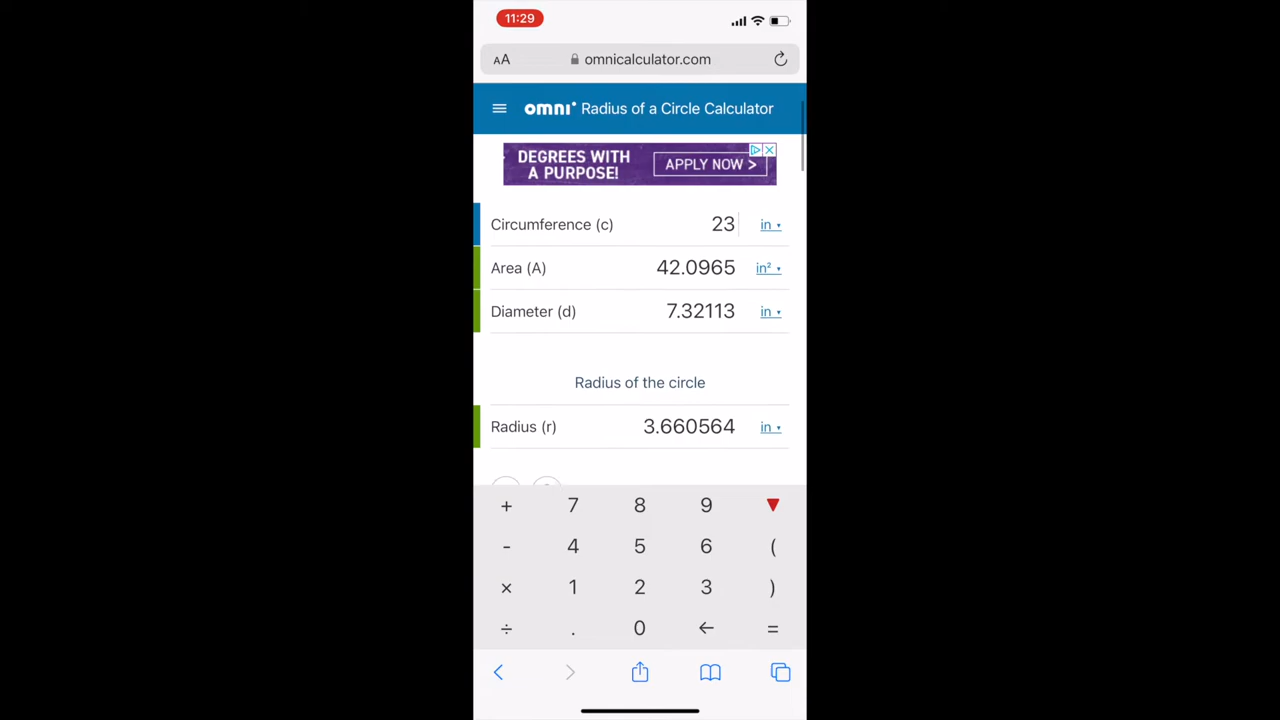 11:29
AA omnicalculator.com
omni Radius of a Circle Calculator
DEGREES WITH
A PURPOSE!
APPLY NOW >
Circumference (c) 23 in
Area (A) 42.0965 in²
Diameter (d) 7.32113 in
Radius of the circle
Radius (r) 3.660564 in
+ 7 8 9
- 4 5 6 (
× 1 2 3 )
÷ . 0 ← =